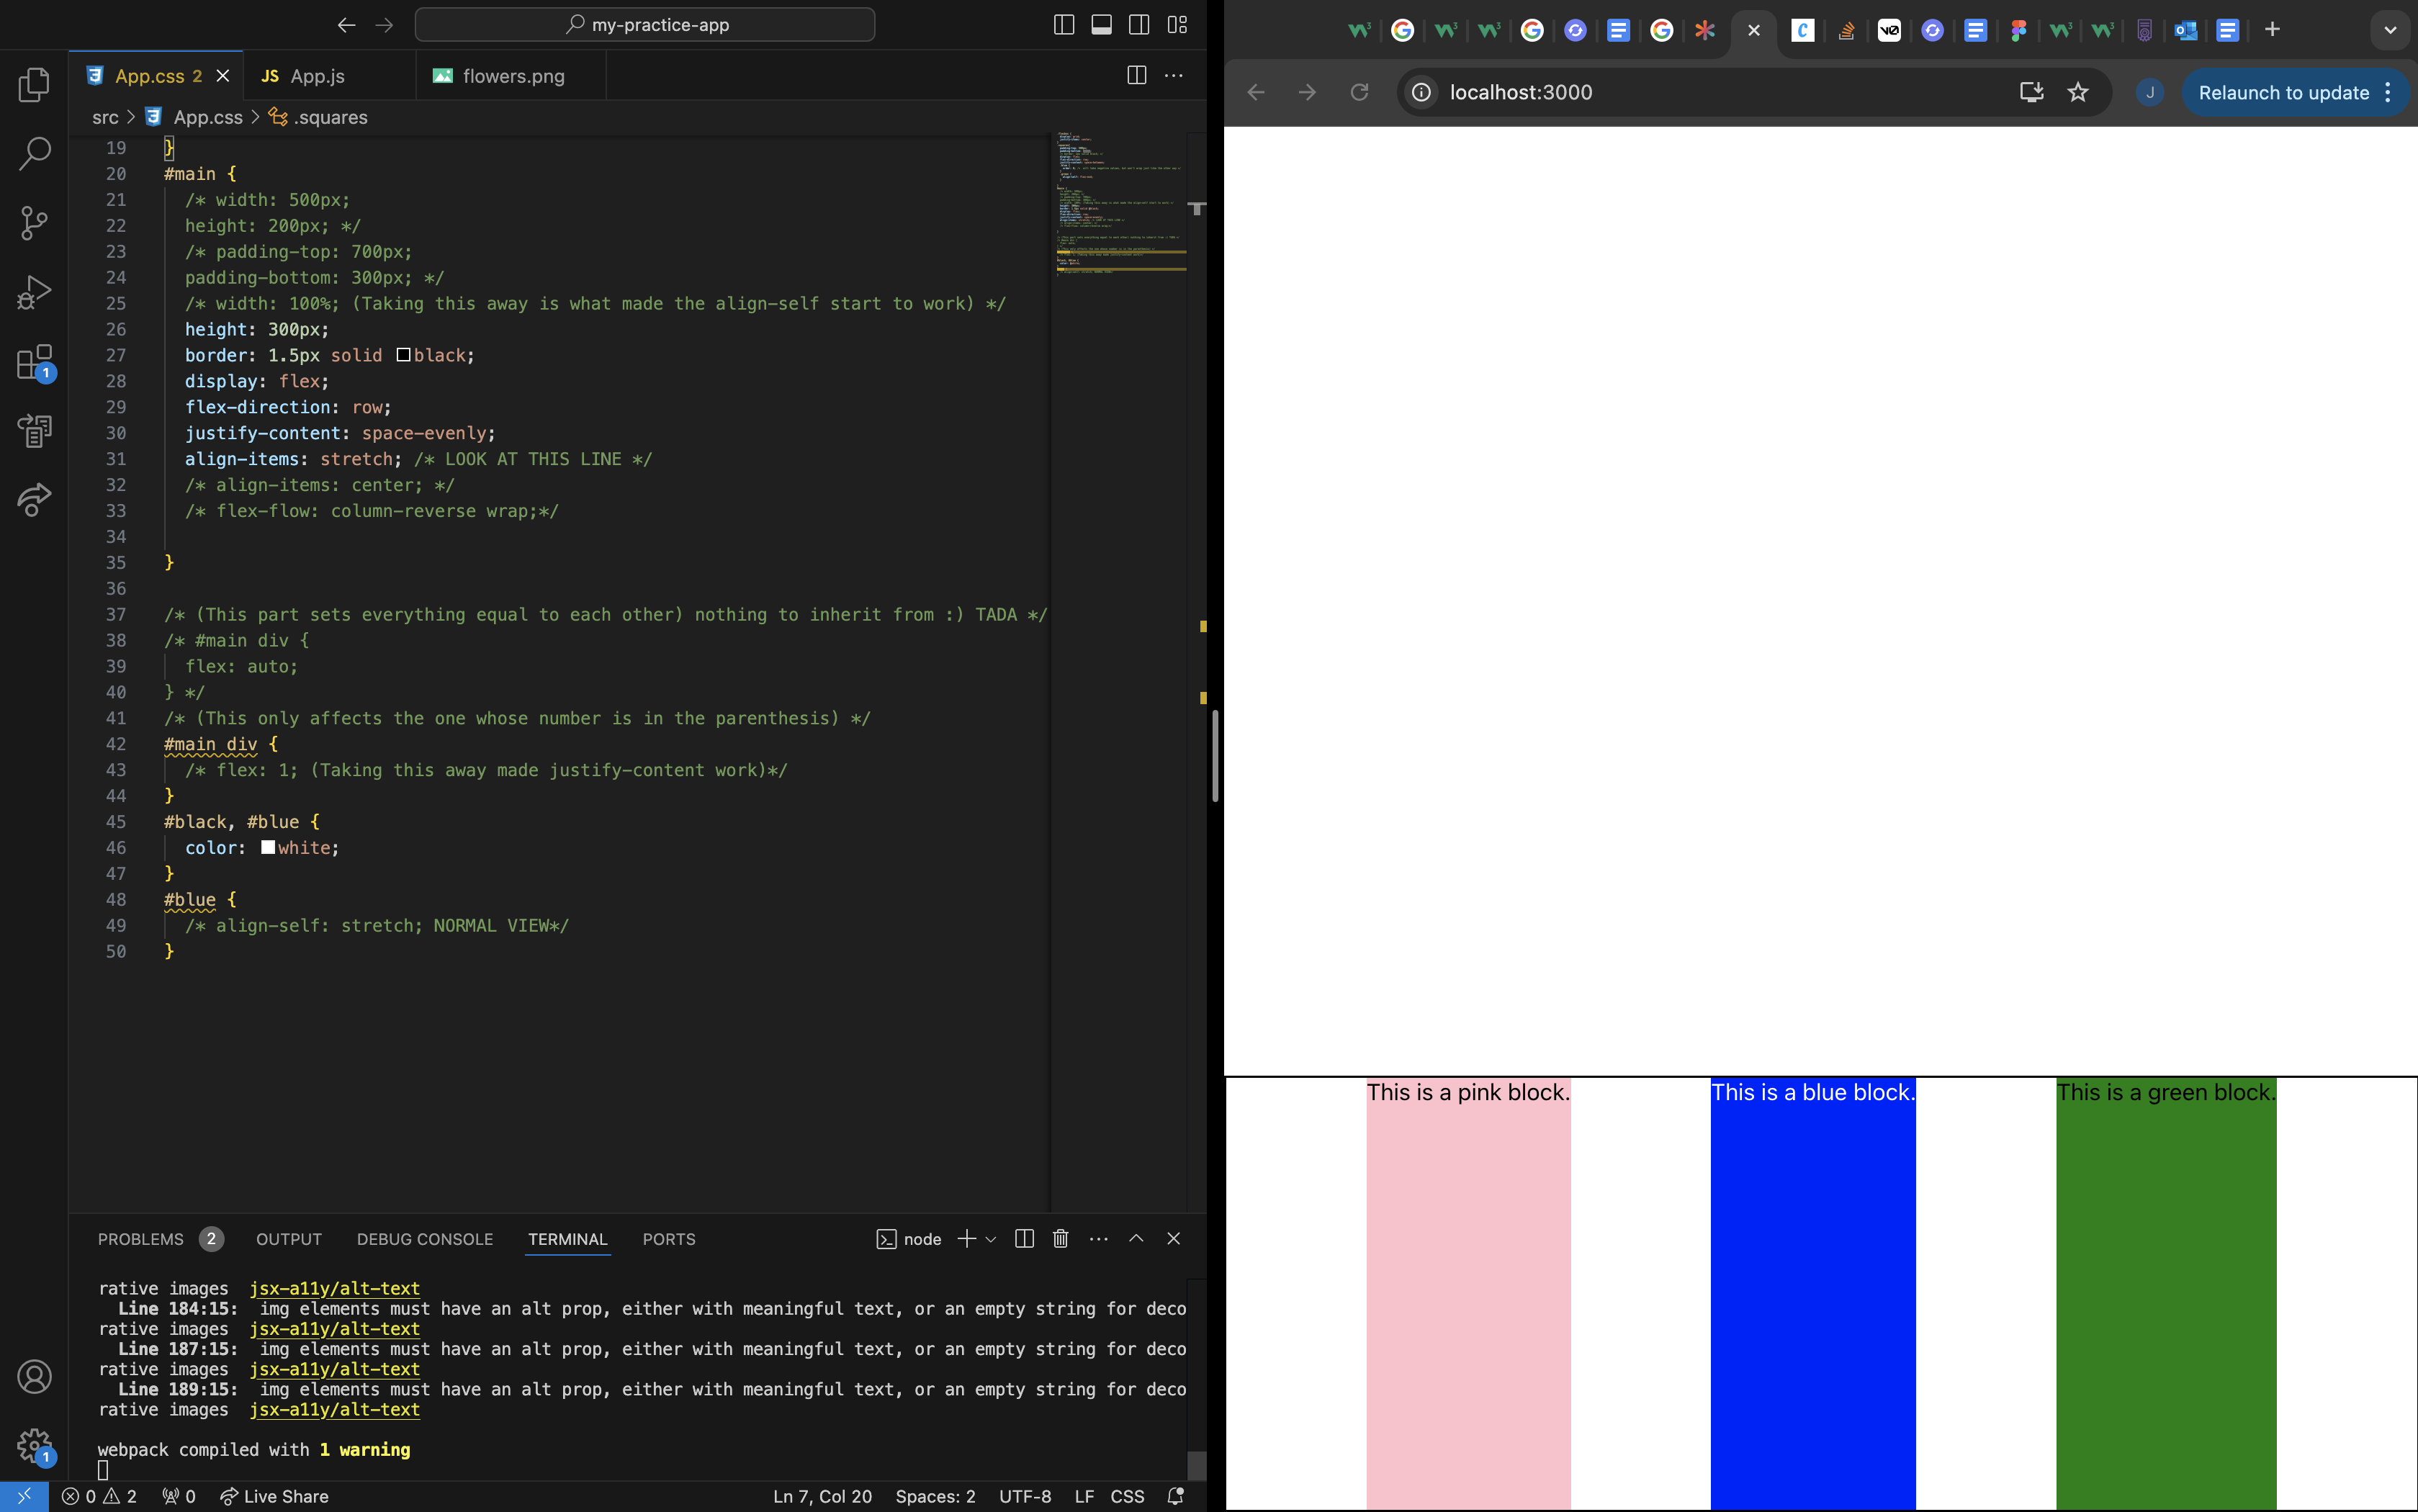 my-practice-app
App.css 2
JS App.js
flowers.png
src > App.css > .squares
19 }
20 #main {
21 /* width: 500px;
22 height: 200px; */
23 /* padding-top: 700px;
24 padding-bottom: 300px; */
25 /* width: 100%; (Taking this away is what made the align-self start to work) */
26 height: 300px;
27 border: 1.5px solid black;
28 display: flex;
29 flex-direction: row;
30 justify-content: space-evenly;
31 align-items: stretch; /* LOOK AT THIS LINE */
32 /* align-items: center; */
33 /* flex-flow: column-reverse wrap;*/
34
35 }
36
37 /* (This part sets everything equal to each other) nothing to inherit from :) TADA */
38 /* #main div {
39 flex: auto;
40 } */
41 /* (This only affects the one whose number is in the parenthesis) */
42 #main div {
43 /* flex: 1; (Taking this away made justify-content work)*/
44 }
45 #black, #blue {
46 color: white;
47 }
48 #blue {
49 /* align-self: stretch; NORMAL VIEW*/
50 }
1
1
PROBLEMS 2 OUTPUT DEBUG CONSOLE TERMINAL PORTS node
rative images jsx-a11y/alt-text
Line 184:15: img elements must have an alt prop, either with meaningful text, or an empty string for deco
rative images jsx-a11y/alt-text
Line 187:15: img elements must have an alt prop, either with meaningful text, or an empty string for deco
rative images jsx-a11y/alt-text
Line 189:15: img elements must have an alt prop, either with meaningful text, or an empty string for deco
rative images jsx-a11y/alt-text
webpack compiled with 1 warning
0 2 0 Live Share Ln 7, Col 20 Spaces: 2 UTF-8 LF CSS
localhost:3000
J
Relaunch to update
This is a pink block.
This is a blue block.
This is a green block.